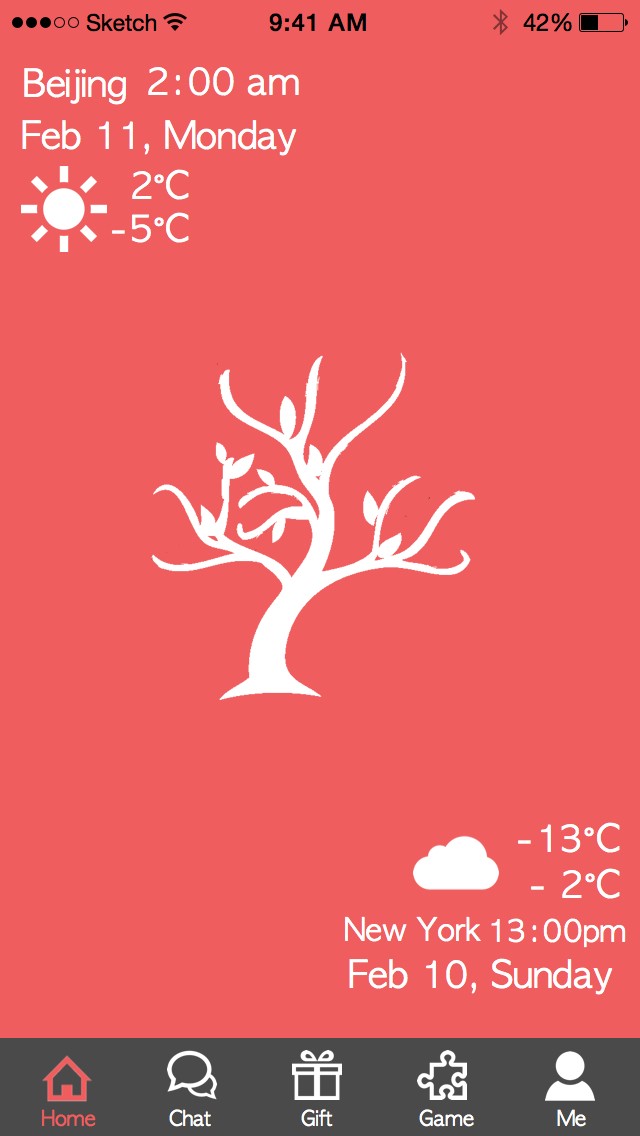 Sketch 9:41 AM 42%
Beijing 2:00 am
Feb 11, Monday
2°C
-5°C
-13°C
- 2°C
New York 13:00pm
Feb 10, Sunday
Home Chat Gift Game Me